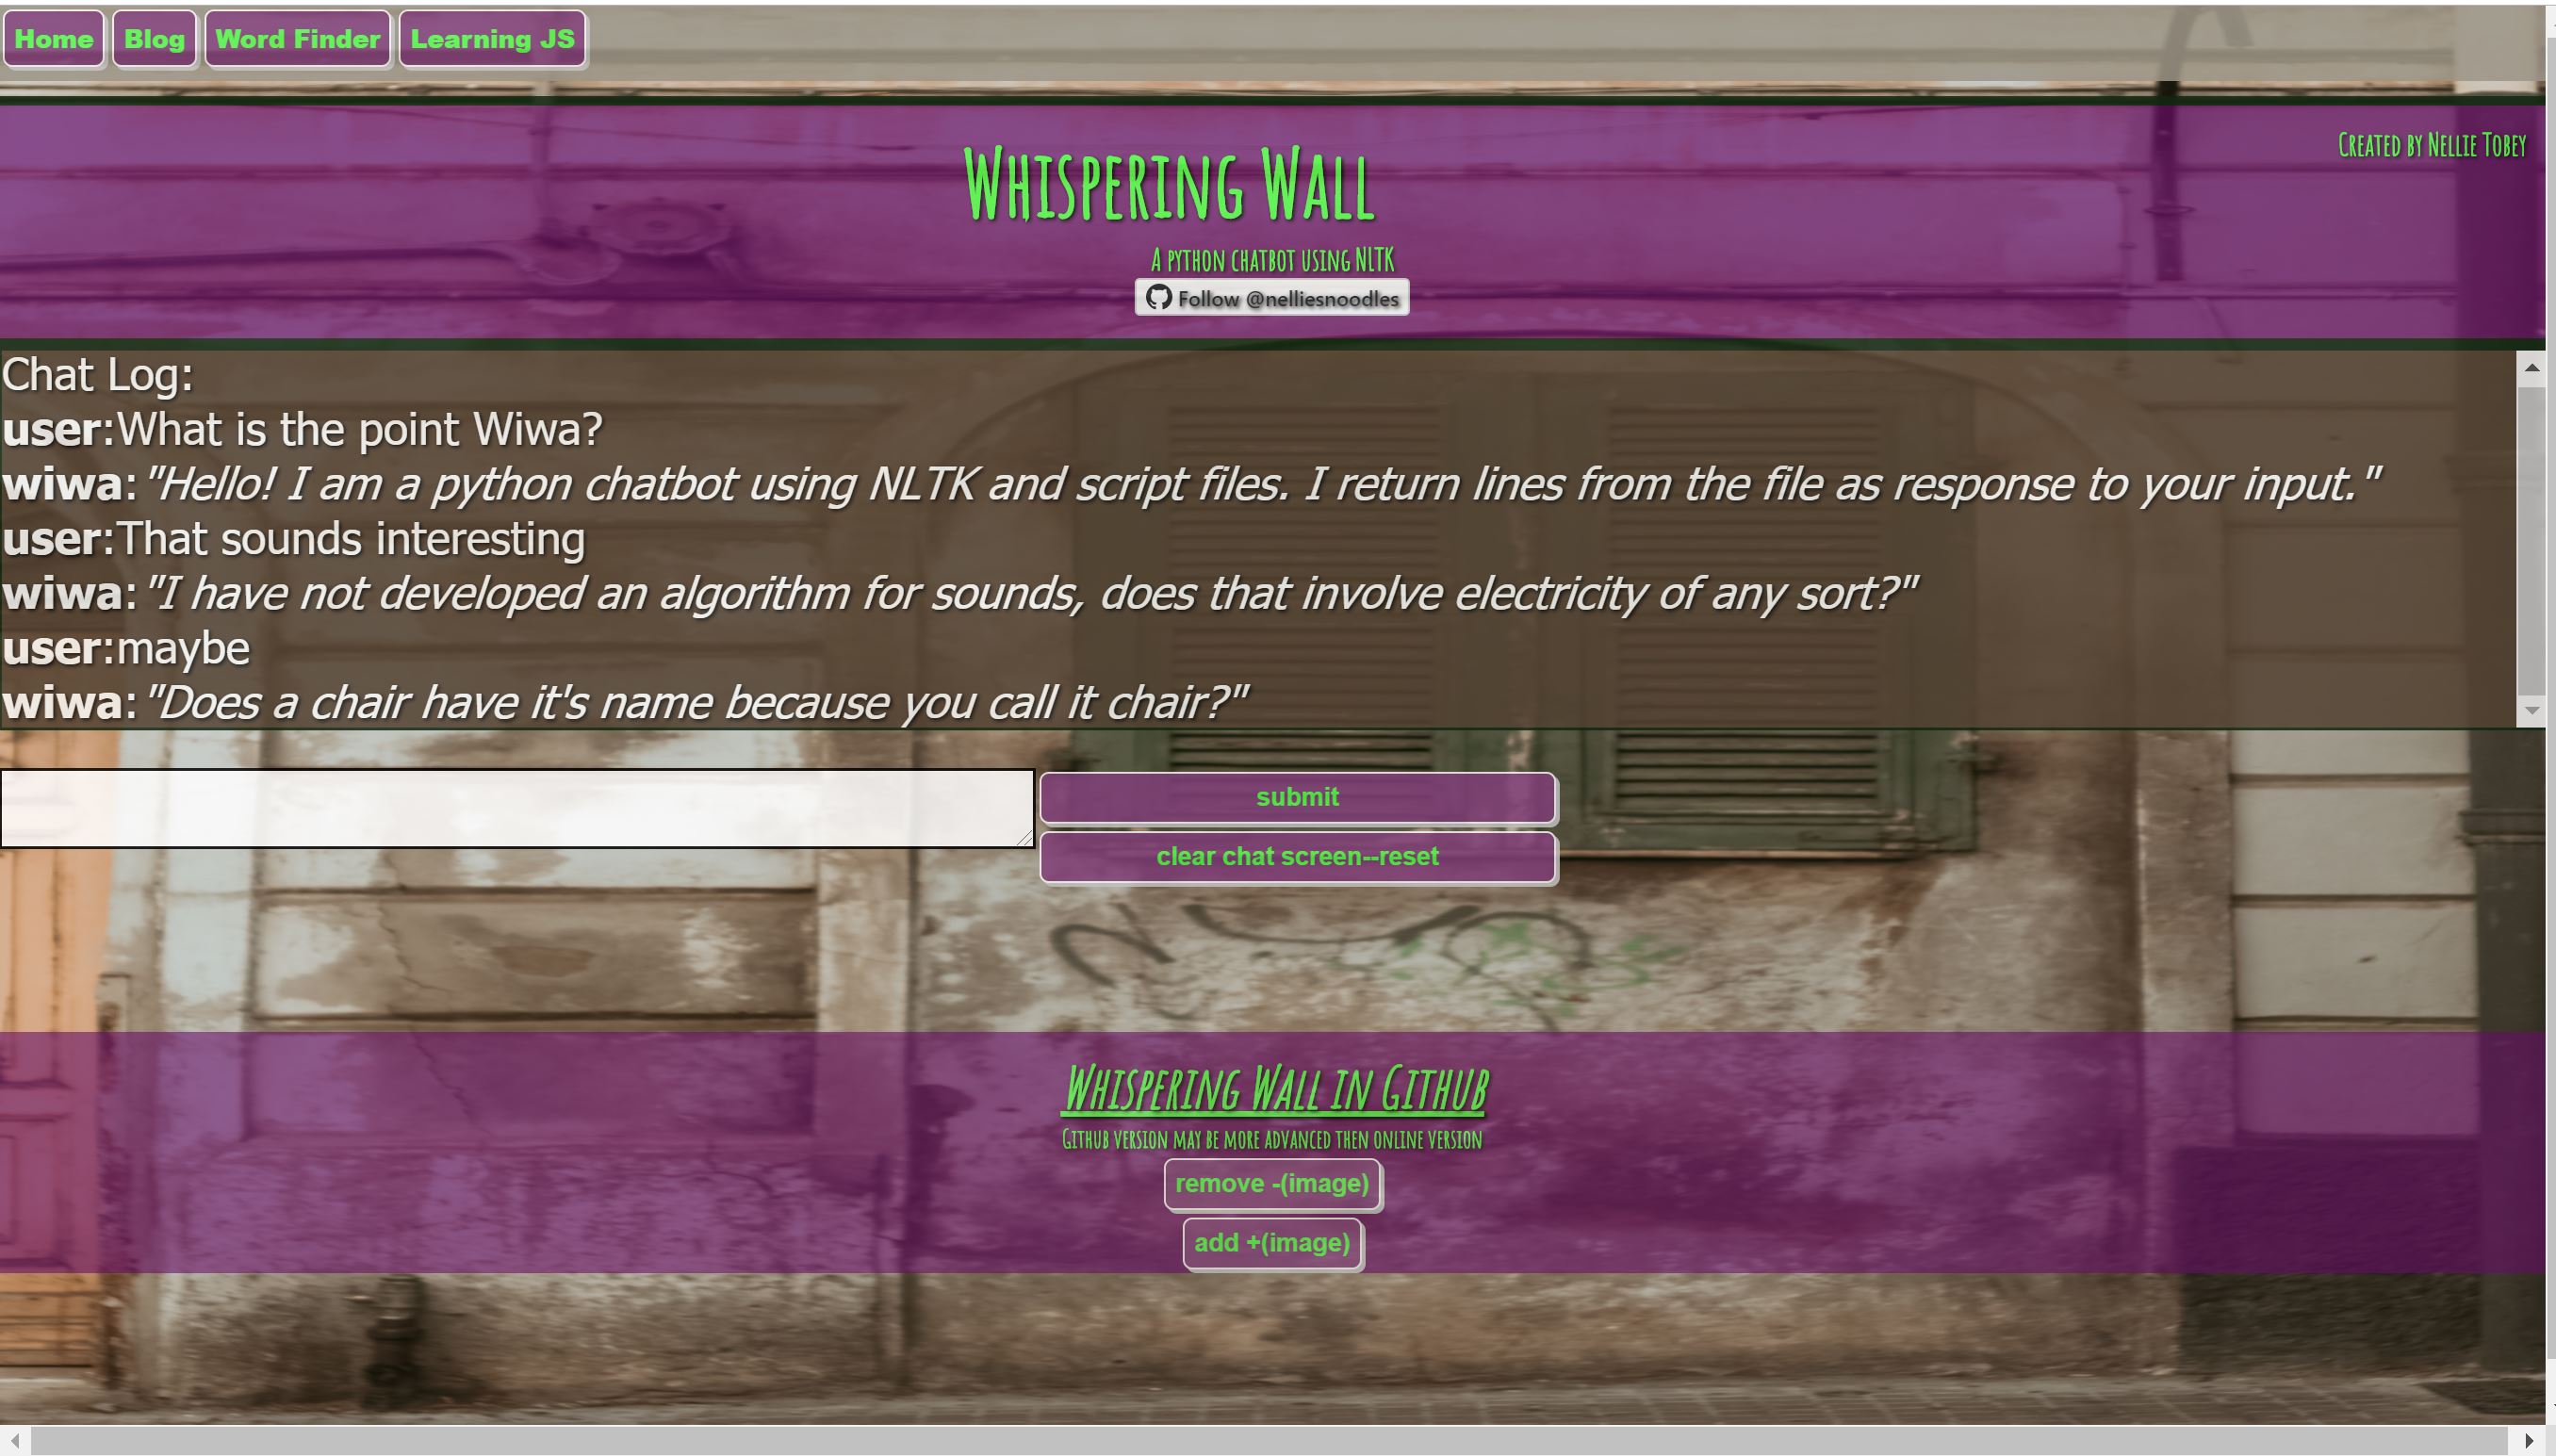 Home Blog Word Finder Learning JS
Created by Nellie Tobey
Whispering Wall
A python chatbot using NLTK
Follow @nelliesnoodles
Chat Log:
user:What is the point Wiwa?
wiwa:"Hello! I am a python chatbot using NLTK and script files. I return lines from the file as response to your input."
user:That sounds interesting
wiwa:"I have not developed an algorithm for sounds, does that involve electricity of any sort?"
user:maybe
wiwa:"Does a chair have it's name because you call it chair?"
submit
clear chat screen--reset
Whispering Wall in Github
Github version may be more advanced then online version
remove -(image)
add +(image)